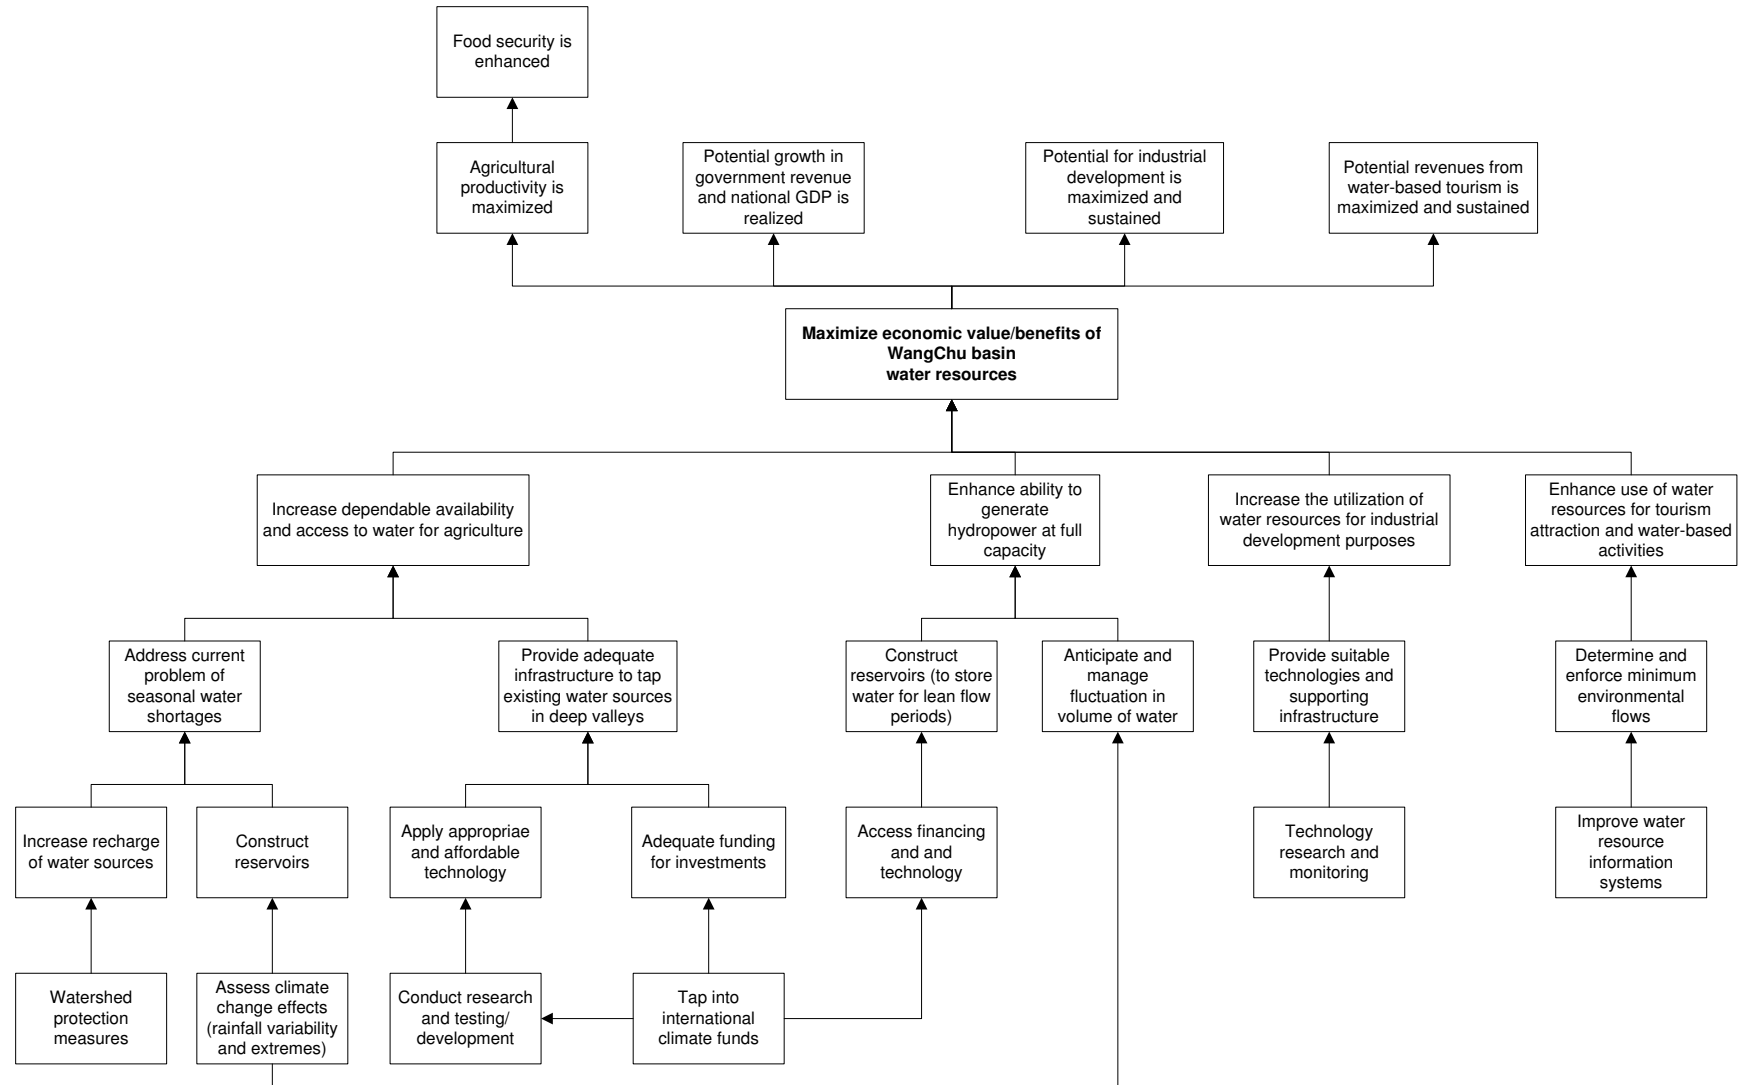 Food security is
enhanced
Agricultural
productivity is
maximized
Potential growth in
government revenue
and national GDP is
realized
Potential for industrial
development is
maximized and
sustained
Potential revenues from
water-based tourism is
maximized and sustained
Maximize economic value/benefits of
WangChu basin
water resources
Increase dependable availability
and access to water for agriculture
Enhance ability to
generate
hydropower at full
capacity
Increase the utilization of
water resources for industrial
development purposes
Enhance use of water
resources for tourism
attraction and water-based
activities
Address current
problem of
seasonal water
shortages
Provide adequate
infrastructure to tap
existing water sources
in deep valleys
Construct
reservoirs (to store
water for lean flow
periods)
Anticipate and
manage
fluctuation in
volume of water
Provide suitable
technologies and
supporting
infrastructure
Determine and
enforce minimum
environmental
flows
Increase recharge
of water sources
Construct
reservoirs
Apply appropriae
and affordable
technology
Adequate funding
for investments
Access financing
and and
technology
Technology
research and
monitoring
Improve water
resource
information
systems
Watershed
protection
measures
Assess climate
change effects
(rainfall variability
and extremes)
Conduct research
and testing/
development
Tap into
international
climate funds